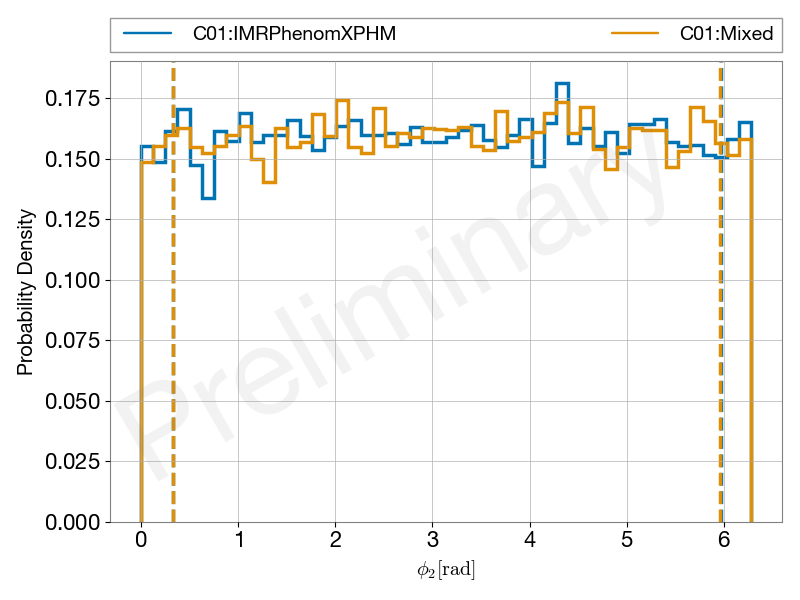 C01:IMRPhenomXPHM C01:Mixed
0.175
0.150
0.125
0.100
0.075
0.050
0.025
0.000
Probability Density
Preliminary
0 1 2 3 4 5 6
ϕ₂[rad]